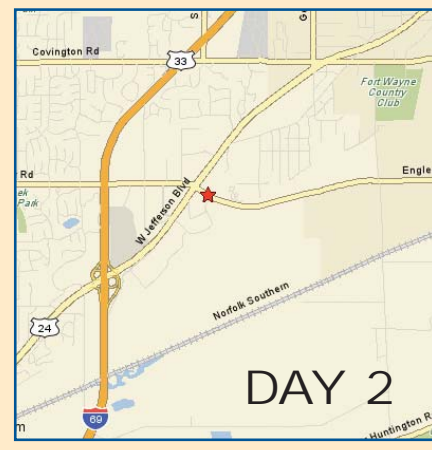 S
G
Covington Rd
33
Fort Wayne
Country
Club
Rd
Engle
ek
Park
W Jefferson Blvd
24
Norfolk Southern
DAY 2
69
m
Huntington R